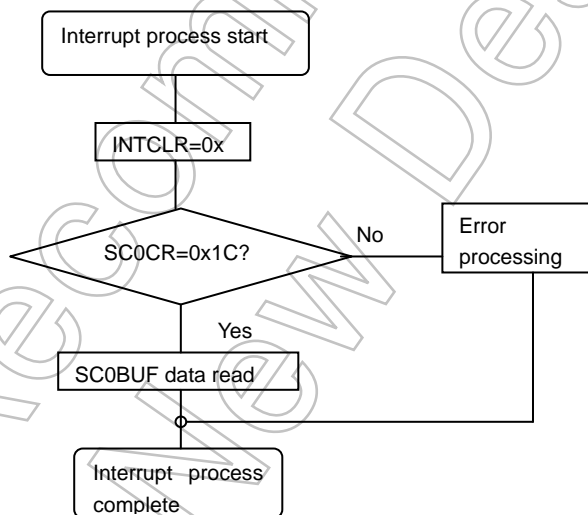 Interrupt process start
INTCLR=0x
SC0CR=0x1C?
No
Error
processing
Yes
SC0BUF data read
Interrupt process
complete